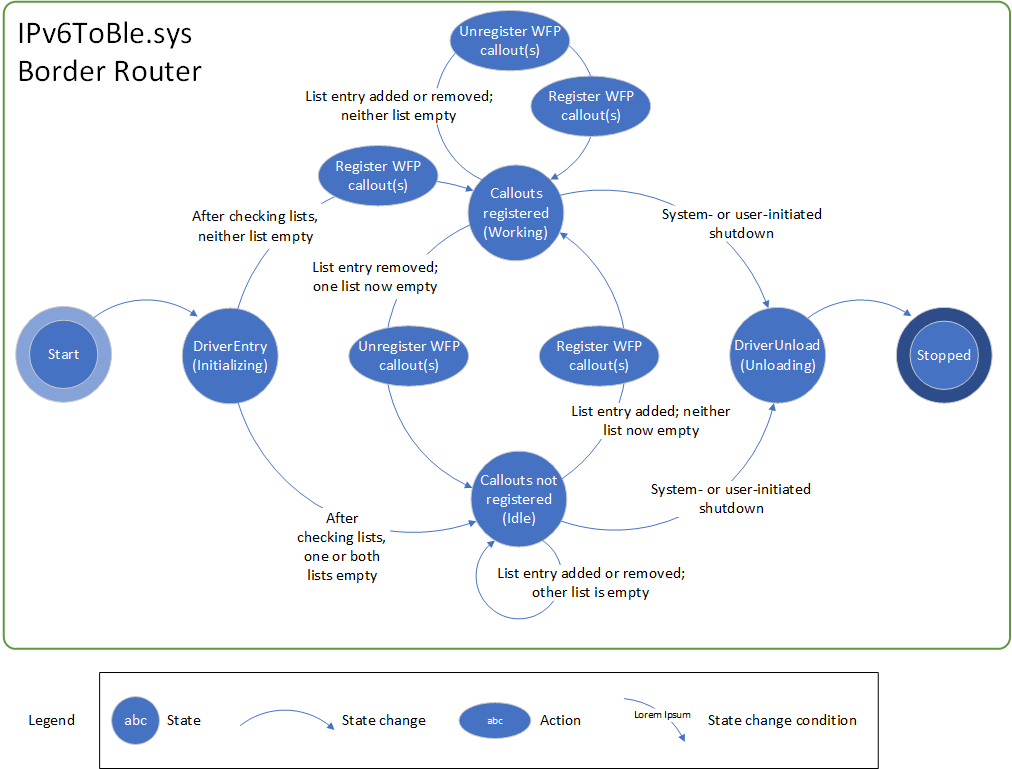 IPv6ToBle.sys
Border Router
Unregister WFP
callout(s)
List entry added or removed;
neither list empty
Register WFP
callout(s)
Register WFP
callout(s)
Callouts
registered
(Working)
After checking lists,
neither list empty
System- or user-initiated
shutdown
List entry removed;
one list now empty
Start
DriverEntry
(Initializing)
Unregister WFP
callout(s)
Register WFP
callout(s)
DriverUnload
(Unloading)
Stopped
List entry added; neither
list now empty
Callouts not
registered
(Idle)
System- or user-initiated
shutdown
After
checking lists,
one or both
lists empty
List entry added or removed;
other list is empty
Legend
abc
State
State change
abc
Action
Lorem Ipsum
State change condition